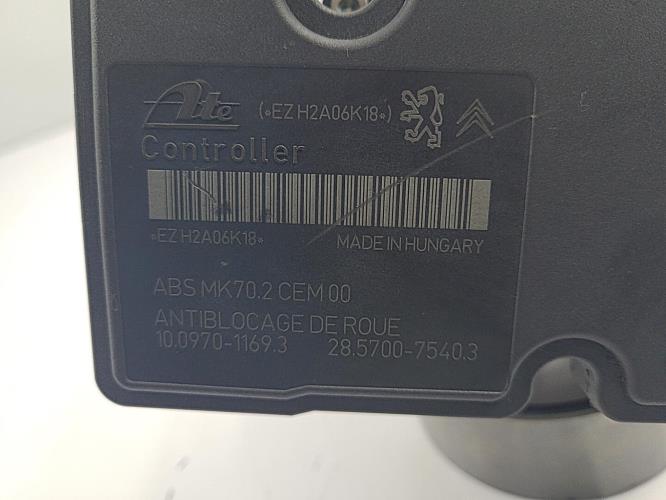 Ate (*EZ H2A06K18*)
Controller
*EZ H2A06K18* MADE IN HUNGARY
ABS MK70.2 CEM 00
ANTIBLOCAGE DE ROUE
10.0970-1169.3 28.5700-7540.3